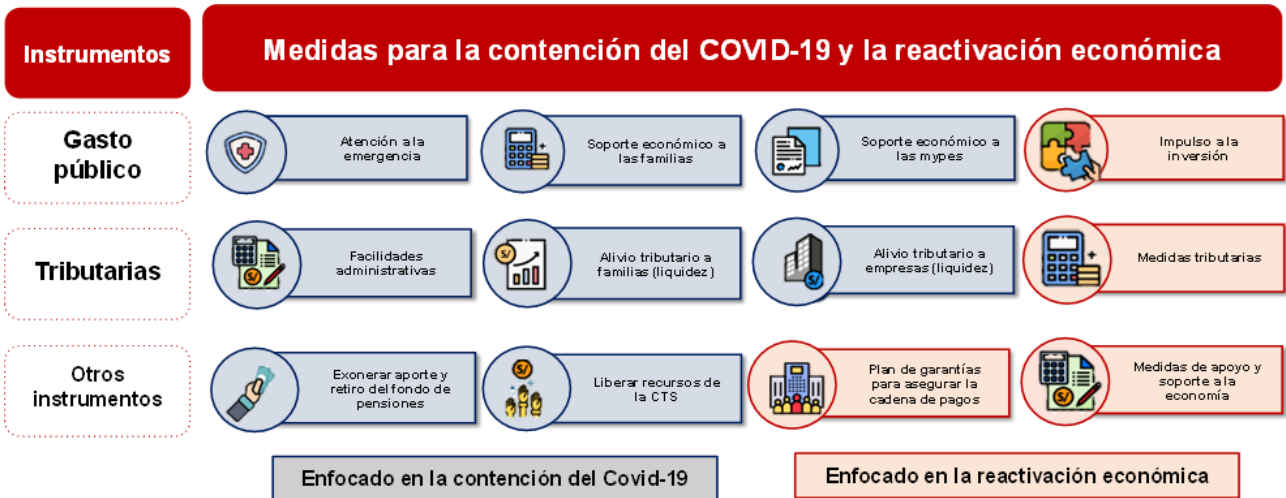 Instrumentos
Medidas para la contención del COVID-19 y la reactivación económica
Gasto
público
Atención a la
emergencia
Soporte económico a
las familias
Soporte económico a
las mypes
Impulso a la
inversión
Tributarias
Facilidades
administrativas
S/
Alivio tributario a
familias (liquidez)
S/
Alivio tributario a
empresas (liquidez)
S/
Medidas tributarias
Otros
instrumentos
Exonerar aporte y
retiro del fondo de
pensiones
S/
Liberar recursos de
la CTS
Plan de garantías
para asegurar la
cadena de pagos
S/
Medidas de apoyo y
soporte a la
economía
Enfocado en la contención del Covid-19
Enfocado en la reactivación económica